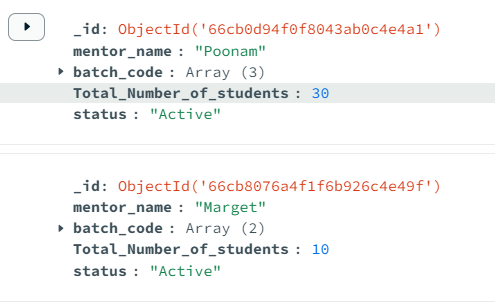 _id: ObjectId('66cb0d94f0f8043ab0c4e4a1')
mentor_name : "Poonam"
batch_code : Array (3)
Total_Number_of_students : 30
status : "Active"
_id: ObjectId('66cb8076a4f1f6b926c4e49f')
mentor_name : "Marget"
batch_code : Array (2)
Total_Number_of_students : 10
status : "Active"